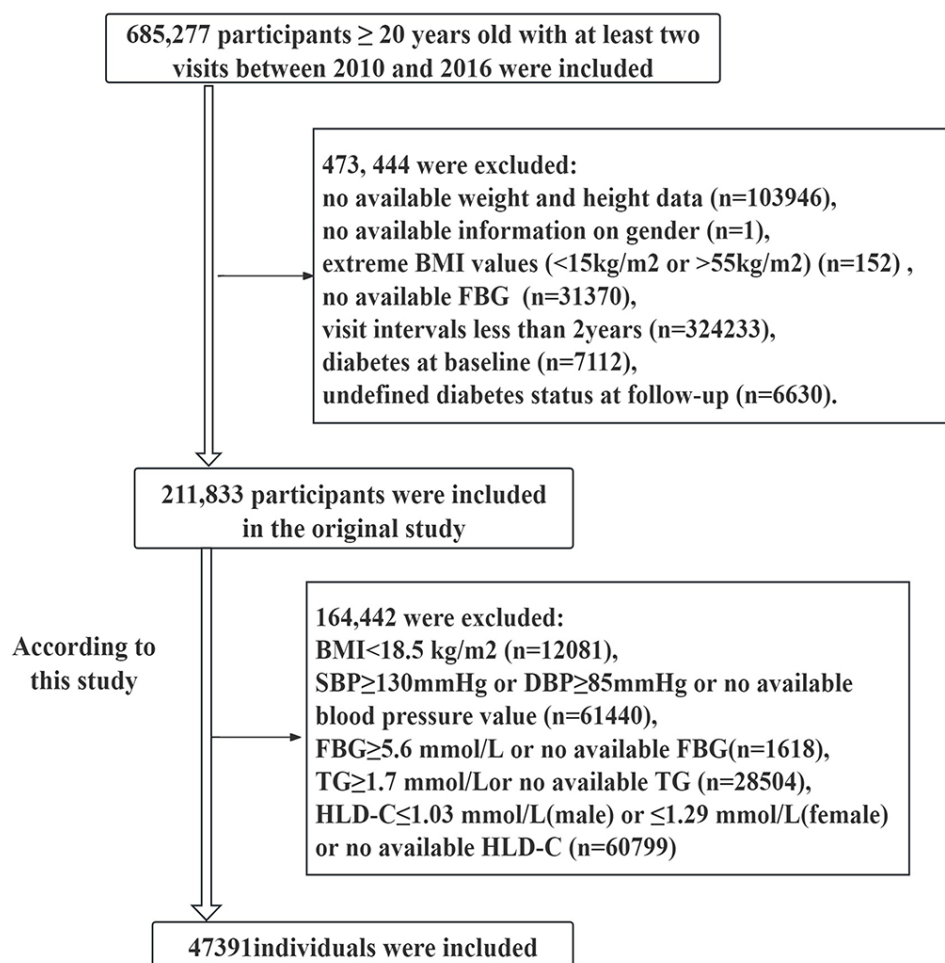 685,277 participants ≥ 20 years old with at least two
visits between 2010 and 2016 were included
473, 444 were excluded:
no available weight and height data (n=103946),
no available information on gender (n=1),
extreme BMI values (<15kg/m2 or >55kg/m2) (n=152) ,
no available FBG (n=31370),
visit intervals less than 2years (n=324233),
diabetes at baseline (n=7112),
undefined diabetes status at follow-up (n=6630).
211,833 participants were included
in the original study
According to
this study
164,442 were excluded:
BMI<18.5 kg/m2 (n=12081),
SBP≥130mmHg or DBP≥85mmHg or no available
blood pressure value (n=61440),
FBG≥5.6 mmol/L or no available FBG(n=1618),
TG≥1.7 mmol/Lor no available TG (n=28504),
HLD-C≤1.03 mmol/L(male) or ≤1.29 mmol/L(female)
or no available HLD-C (n=60799)
47391individuals were included